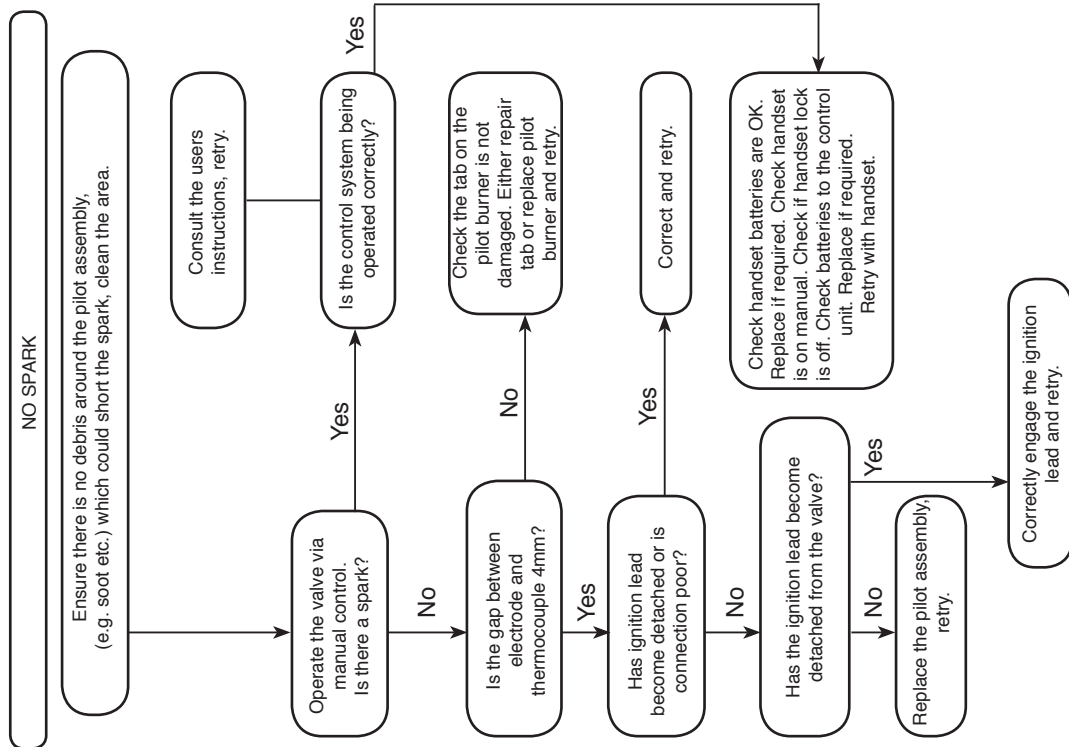 NO SPARK
Ensure there is no debris around the pilot assembly,
(e.g. soot etc.) which could short the spark, clean the area.
Operate the valve via
manual control.
Is there a spark?
Yes
Is the control system being
operated correctly?
Consult the users
instructions, retry.
Yes
Check handset batteries are OK.
Replace if required. Check handset
is on manual. Check if handset lock
is off. Check batteries to the control
unit. Replace if required.
Retry with handset.
No
Is the gap between
electrode and
thermocouple 4mm?
No
Check the tab on the
pilot burner is not
damaged. Either repair
tab or replace pilot
burner and retry.
Yes
Has ignition lead
become detached or is
connection poor?
Yes
Correct and retry.
No
Has the ignition lead become
detached from the valve?
Yes
Correctly engage the ignition
lead and retry.
No
Replace the pilot assembly,
retry.